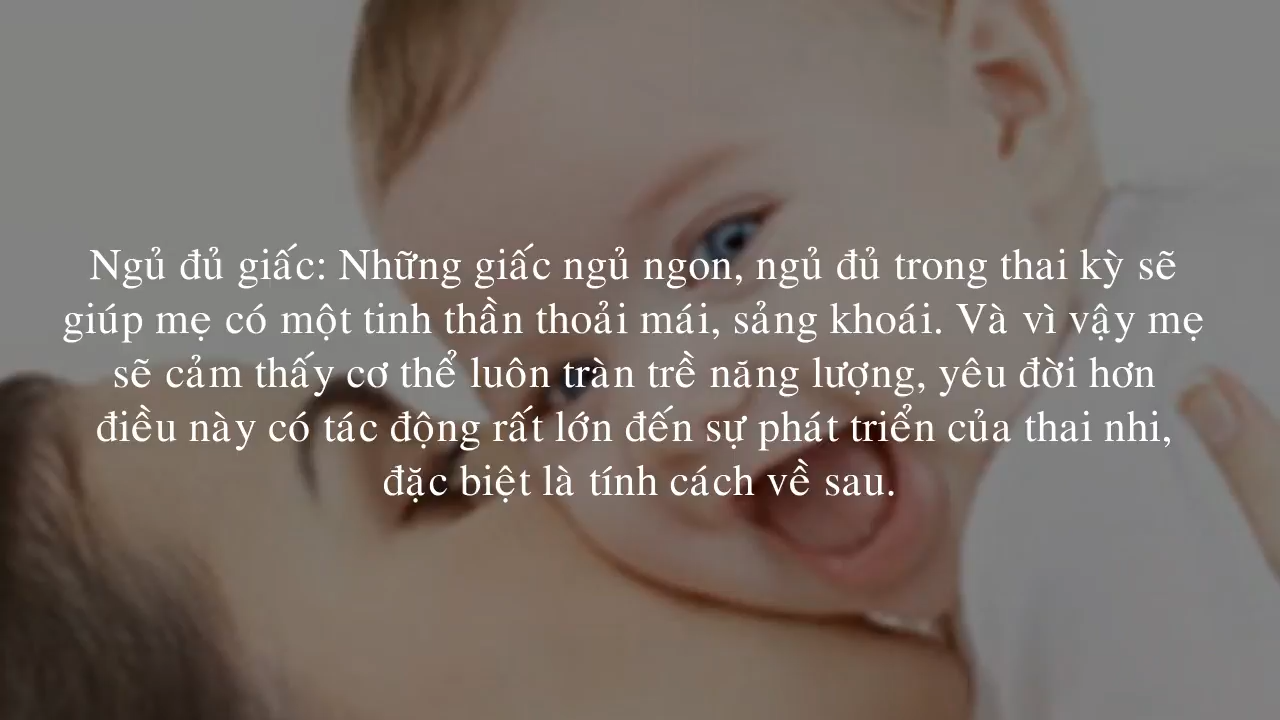 Ngủ đủ giấc: Những giấc ngủ ngon, ngủ đủ trong thai kỳ sẽ
giúp mẹ có một tinh thần thoải mái, sảng khoái. Và vì vậy mẹ
sẽ cảm thấy cơ thể luôn tràn trề năng lượng, yêu đời hơn
điều này có tác động rất lớn đến sự phát triển của thai nhi,
đặc biệt là tính cách về sau.